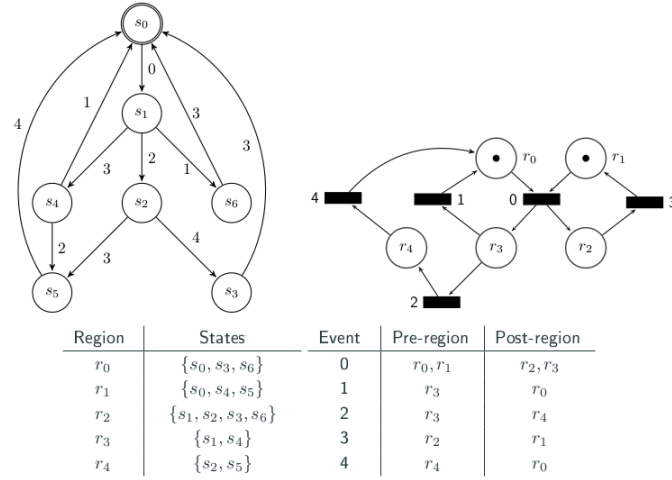 s0
0
s1
4
1
3
2
1
3
3
s4
s2
s6
2
3
4
s5
s3
r0
r1
4
1
0
3
r4
r3
r2
2
Region States Event Pre-region Post-region
r0 {s0, s3, s6} 0 r0, r1 r2, r3
r1 {s0, s4, s5} 1 r3 r0
r2 {s1, s2, s3, s6} 2 r3 r4
r3 {s1, s4} 3 r2 r1
r4 {s2, s5} 4 r4 r0